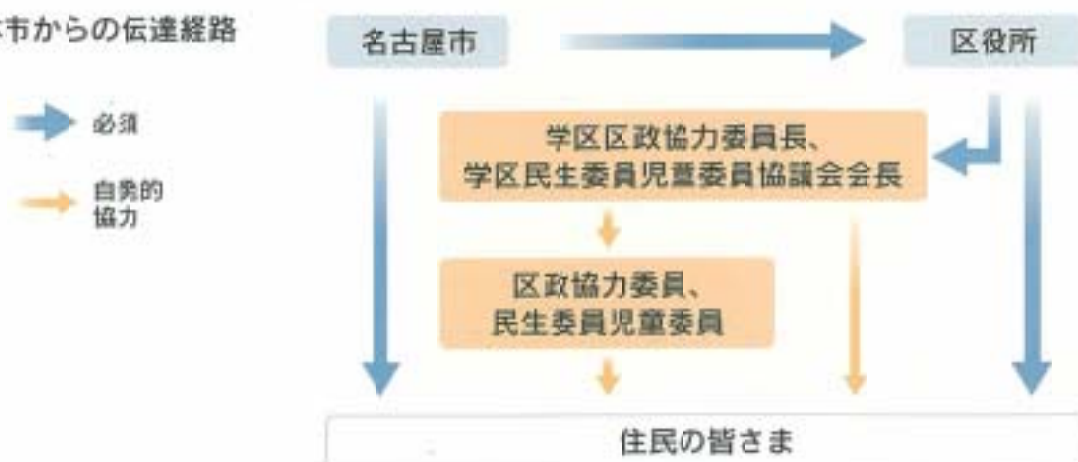 市からの伝達経路
必須
自発的
協力
名古屋市
区役所
学区区政協力委員長、
学区民生委員児童委員協議会会長
区政協力委員、
民生委員児童委員
住民の皆さま